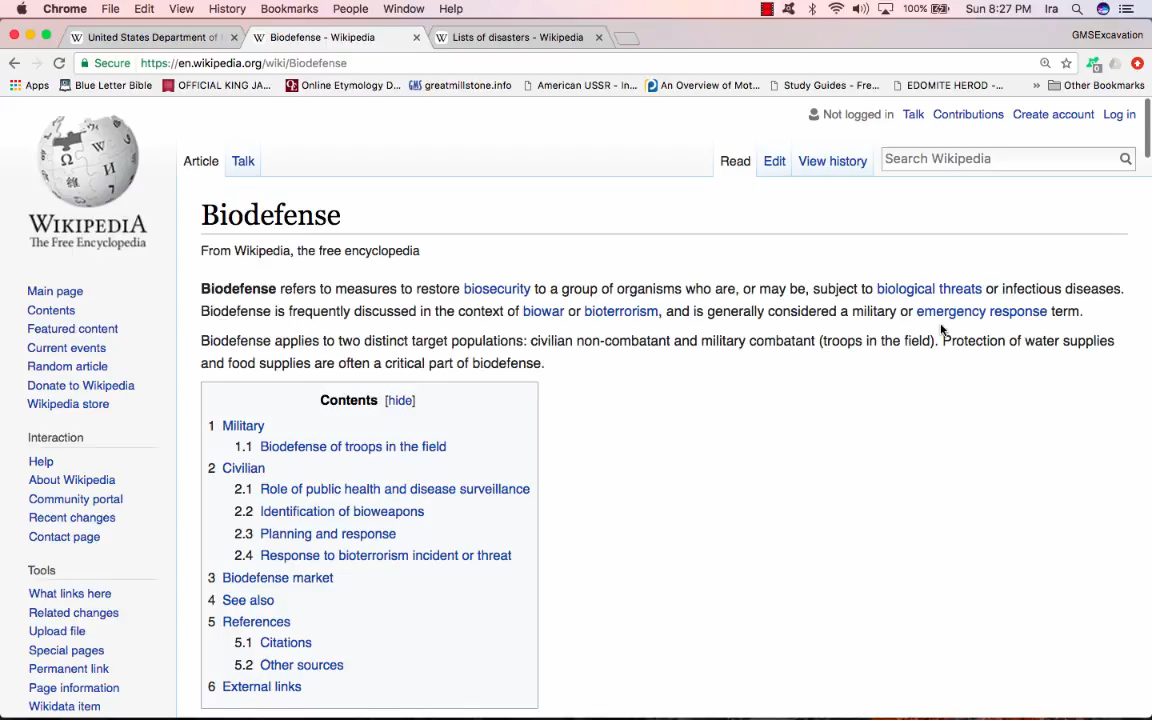 Chrome File Edit View History Bookmarks People Window Help 100% Sun 8:27 PM Ira
United States Department of Biodefense - Wikipedia Lists of disasters - Wikipedia GMSExcavation
Secure https://en.wikipedia.org/wiki/Biodefense
Apps Blue Letter Bible OFFICIAL KING JA... Online Etymology D... greatmillstone.info American USSR - In... An Overview of Mot... Study Guides - Fre... EDOMITE HEROD -... » Other Bookmarks
Not logged in Talk Contributions Create account Log in
Article Talk Read Edit View history Search Wikipedia
WIKIPEDIA
The Free Encyclopedia
Main page
Contents
Featured content
Current events
Random article
Donate to Wikipedia
Wikipedia store
Interaction
Help
About Wikipedia
Community portal
Recent changes
Contact page
Tools
What links here
Related changes
Upload file
Special pages
Permanent link
Page information
Wikidata item
Biodefense
From Wikipedia, the free encyclopedia
Biodefense refers to measures to restore biosecurity to a group of organisms who are, or may be, subject to biological threats or infectious diseases.
Biodefense is frequently discussed in the context of biowar or bioterrorism, and is generally considered a military or emergency response term.
Biodefense applies to two distinct target populations: civilian non-combatant and military combatant (troops in the field). Protection of water supplies
and food supplies are often a critical part of biodefense.
Contents [hide]
1 Military
1.1 Biodefense of troops in the field
2 Civilian
2.1 Role of public health and disease surveillance
2.2 Identification of bioweapons
2.3 Planning and response
2.4 Response to bioterrorism incident or threat
3 Biodefense market
4 See also
5 References
5.1 Citations
5.2 Other sources
6 External links